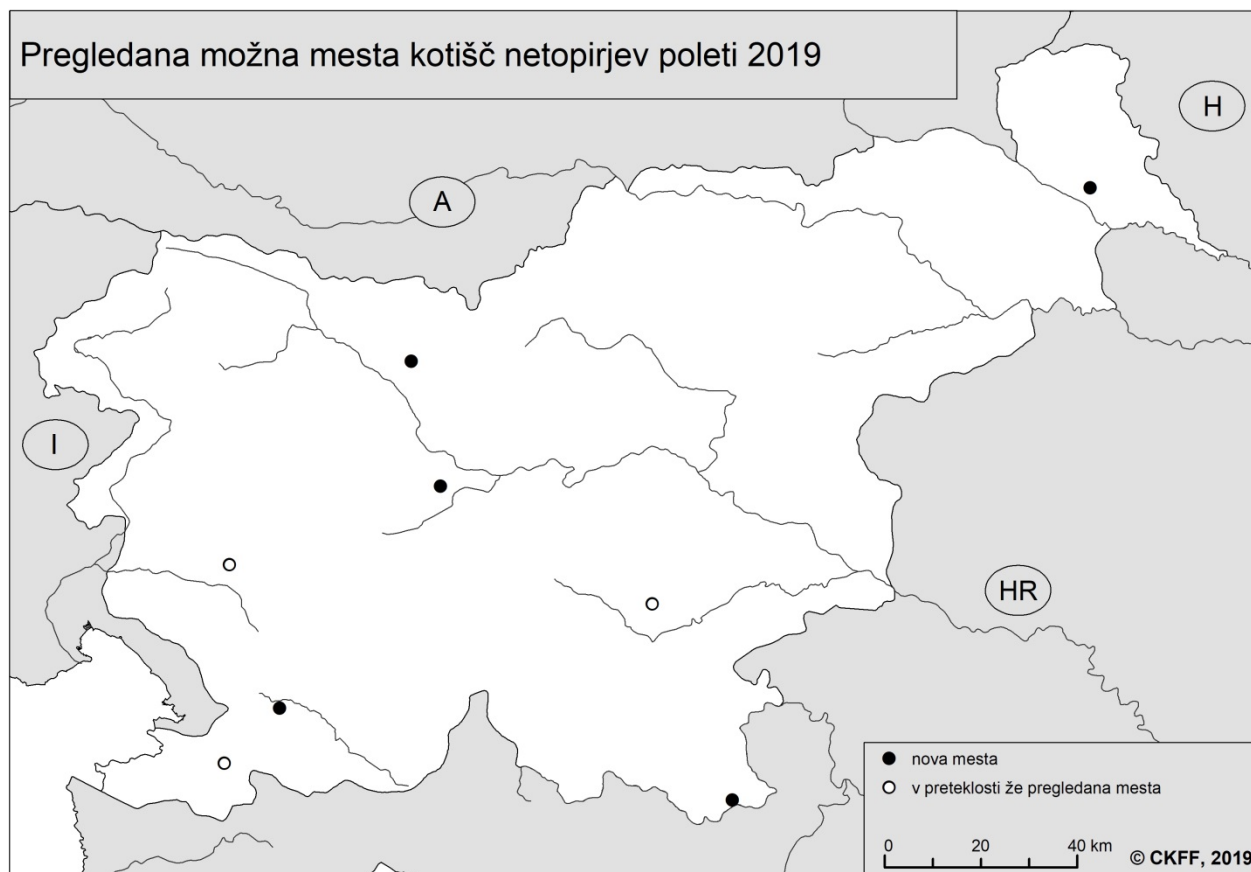 Pregledana možna mesta kotišč netopirjev poleti 2019
H
A
I
HR
nova mesta
v preteklosti že pregledana mesta
0 20 40 km
© CKFF, 2019